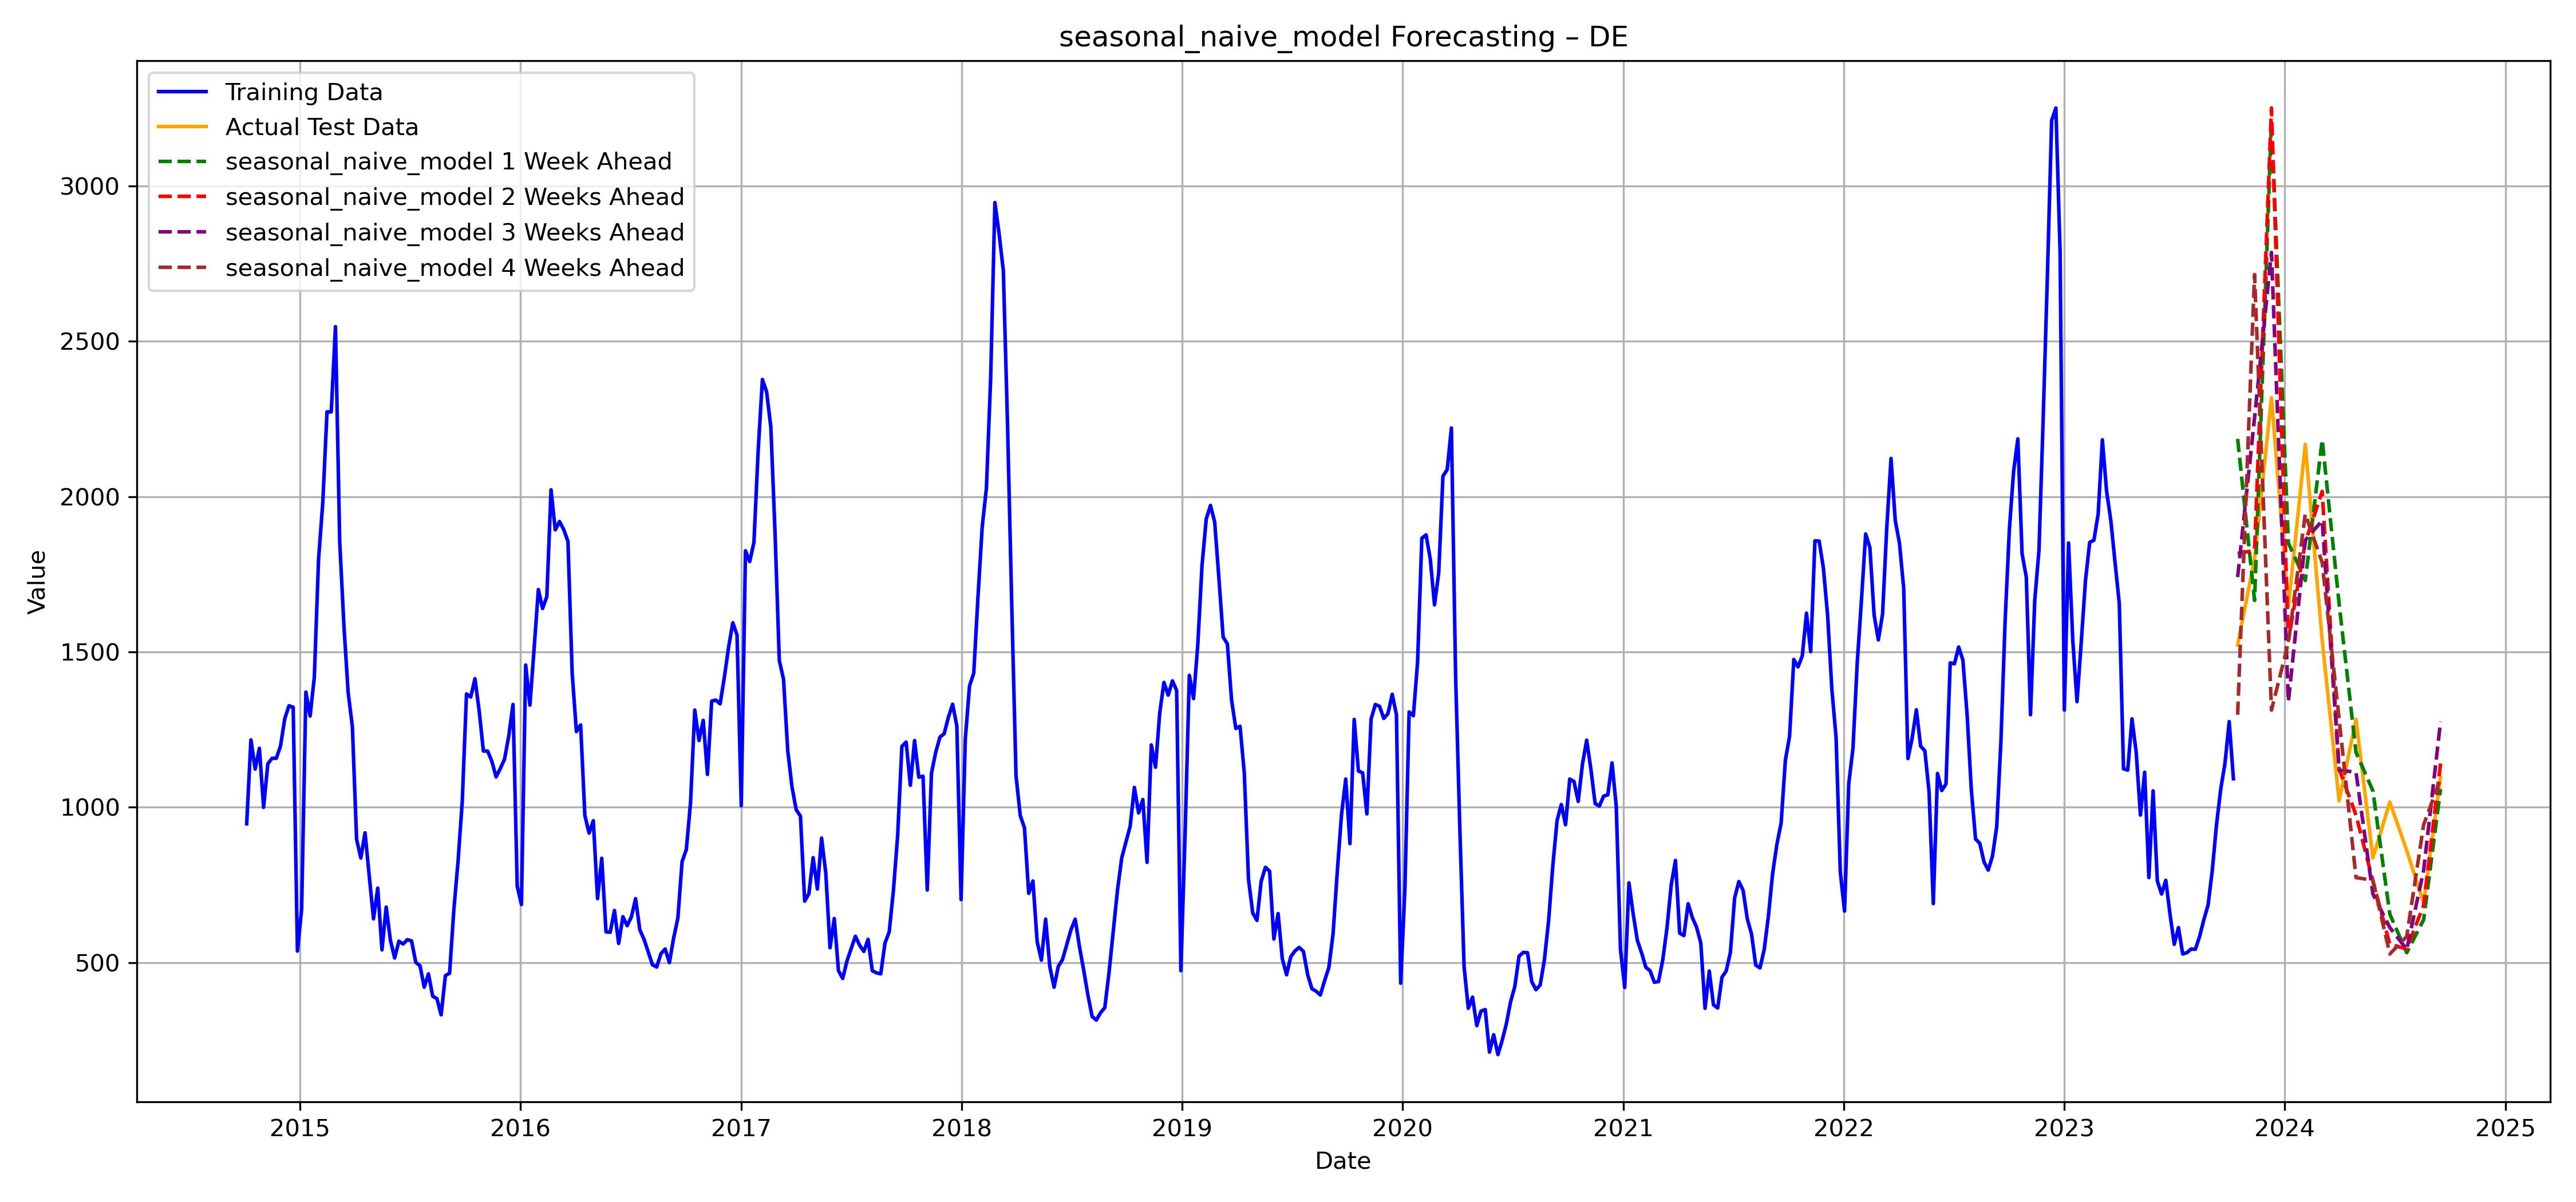 seasonal_naive_model Forecasting – DE
Training Data
Actual Test Data
seasonal_naive_model 1 Week Ahead
seasonal_naive_model 2 Weeks Ahead
seasonal_naive_model 3 Weeks Ahead
seasonal_naive_model 4 Weeks Ahead
Value
3000
2500
2000
1500
1000
500
2015 2016 2017 2018 2019 2020 2021 2022 2023 2024 2025
Date